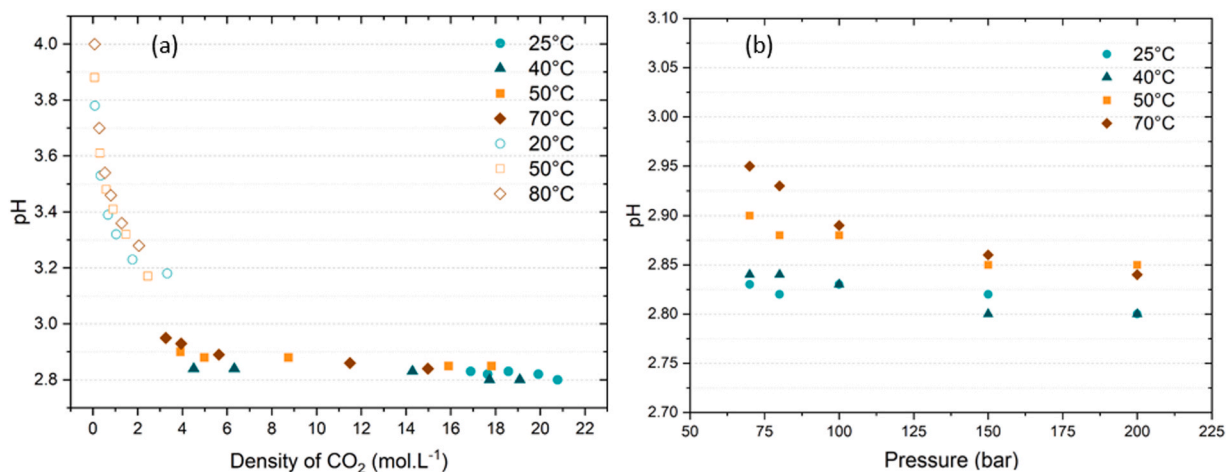 (a)
25°C
40°C
50°C
70°C
20°C
50°C
80°C
4.0
3.8
3.6
3.4
3.2
3.0
2.8
pH
0 2 4 6 8 10 12 14 16 18 20 22
Density of CO2 (mol.L-1)
(b)
25°C
40°C
50°C
70°C
3.10
3.05
3.00
2.95
2.90
2.85
2.80
2.75
2.70
pH
50 75 100 125 150 175 200 225
Pressure (bar)